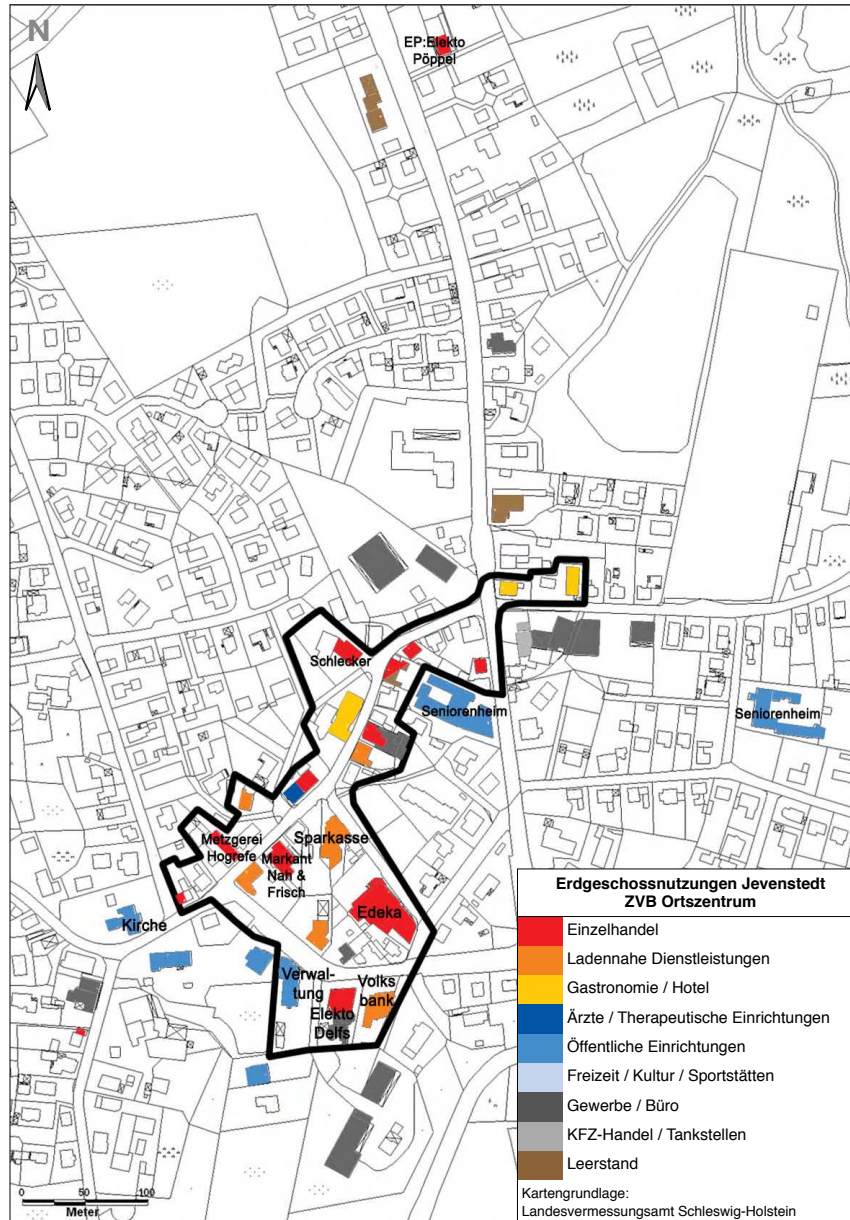 N
EP:Elekto
Pöppel
Schlecker
Seniorenheim
Seniorenheim
Metzgerei
Hogrefe
Sparkasse
Markant
Nah &
Frisch
Edeka
Kirche
Verwal-
tung
Volks
bank
Elekto
Delfs
0 50 100
Meter
Erdgeschossnutzungen Jevenstedt
ZVB Ortszentrum
Einzelhandel
Ladennahe Dienstleistungen
Gastronomie / Hotel
Ärzte / Therapeutische Einrichtungen
Öffentliche Einrichtungen
Freizeit / Kultur / Sportstätten
Gewerbe / Büro
KFZ-Handel / Tankstellen
Leerstand
Kartengrundlage:
Landesvermessungsamt Schleswig-Holstein